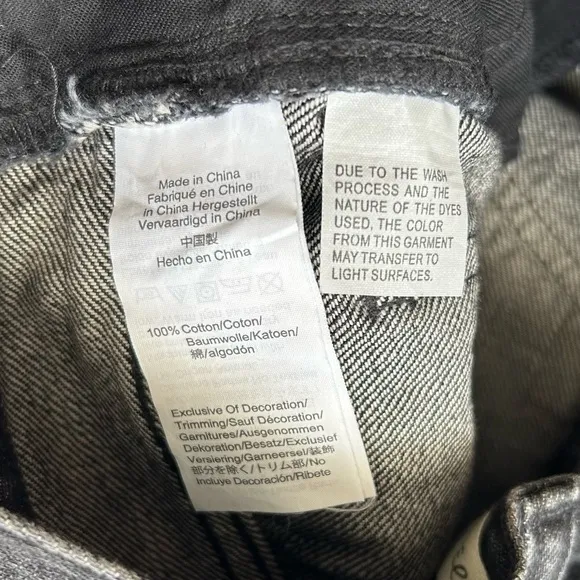 Made in China
Fabriqué en Chine
in China Hergestellt
Vervaardigd in China
中国製
Hecho en China
100% Cotton/Coton/
Baumwolle/Katoen/
綿/algodón
Exclusive Of Decoration/
Trimming/Sauf Décoration/
Garnitures/Ausgenommen
Dekoration/Besatz/Exclusief
Versiering/Garneersel/装飾
部分を除く/トリム部/No
Incluye Decoración/Ribete
DUE TO THE WASH
PROCESS AND THE
NATURE OF THE DYES
USED, THE COLOR
FROM THIS GARMENT
MAY TRANSFER TO
LIGHT SURFACES.